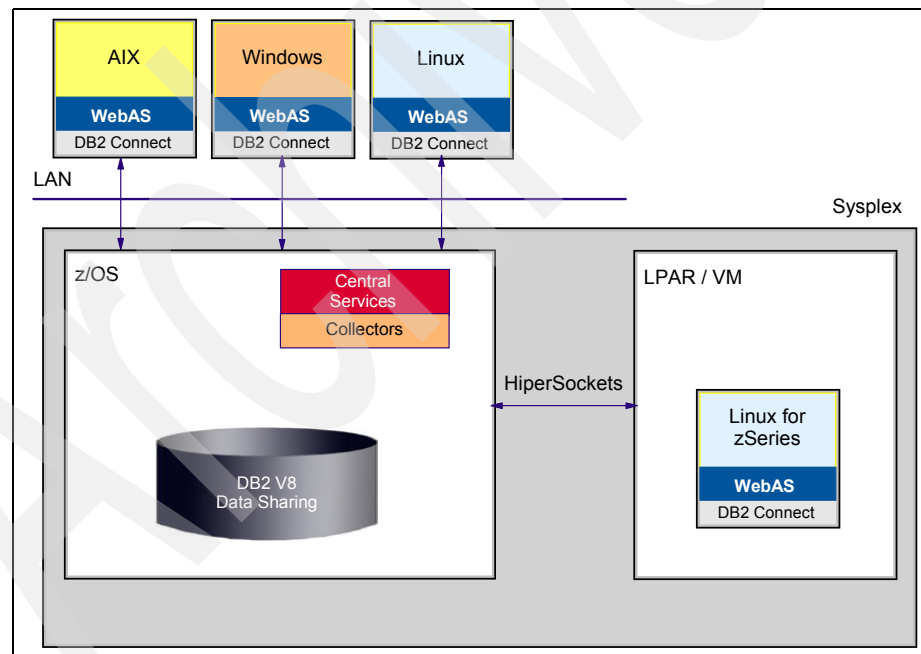 AIX
WebAS
DB2 Connect
Windows
WebAS
DB2 Connect
Linux
WebAS
DB2 Connect
LAN
Sysplex
z/OS
Central
Services
Collectors
DB2 V8
Data Sharing
HiperSockets
LPAR / VM
Linux for
zSeries
WebAS
DB2 Connect